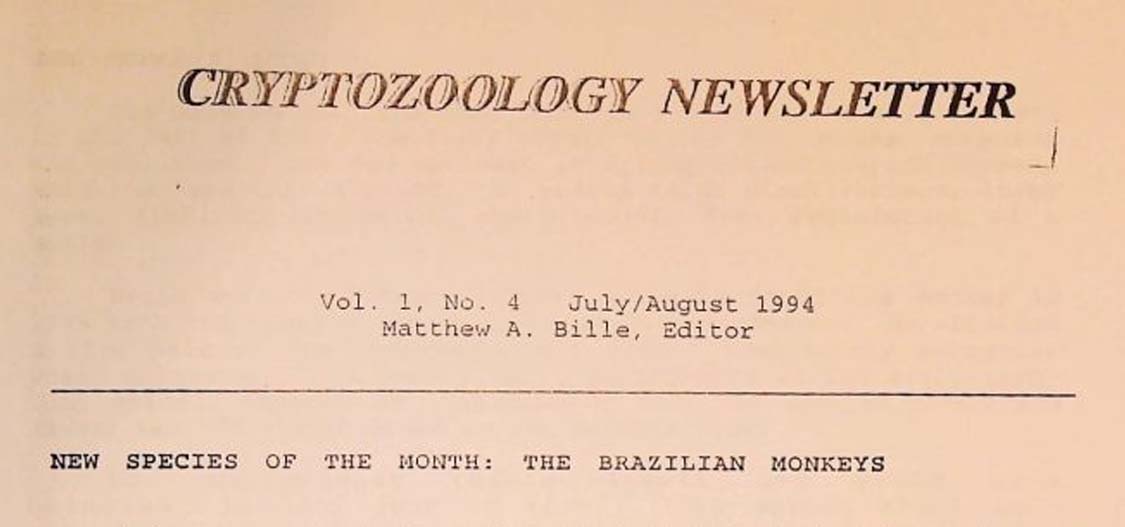 CRYPTOZOOLOGY NEWSLETTER
Vol. 1, No. 4 July/August 1994
Matthew A. Bille, Editor
NEW SPECIES OF THE MONTH: THE BRAZILIAN MONKEYS